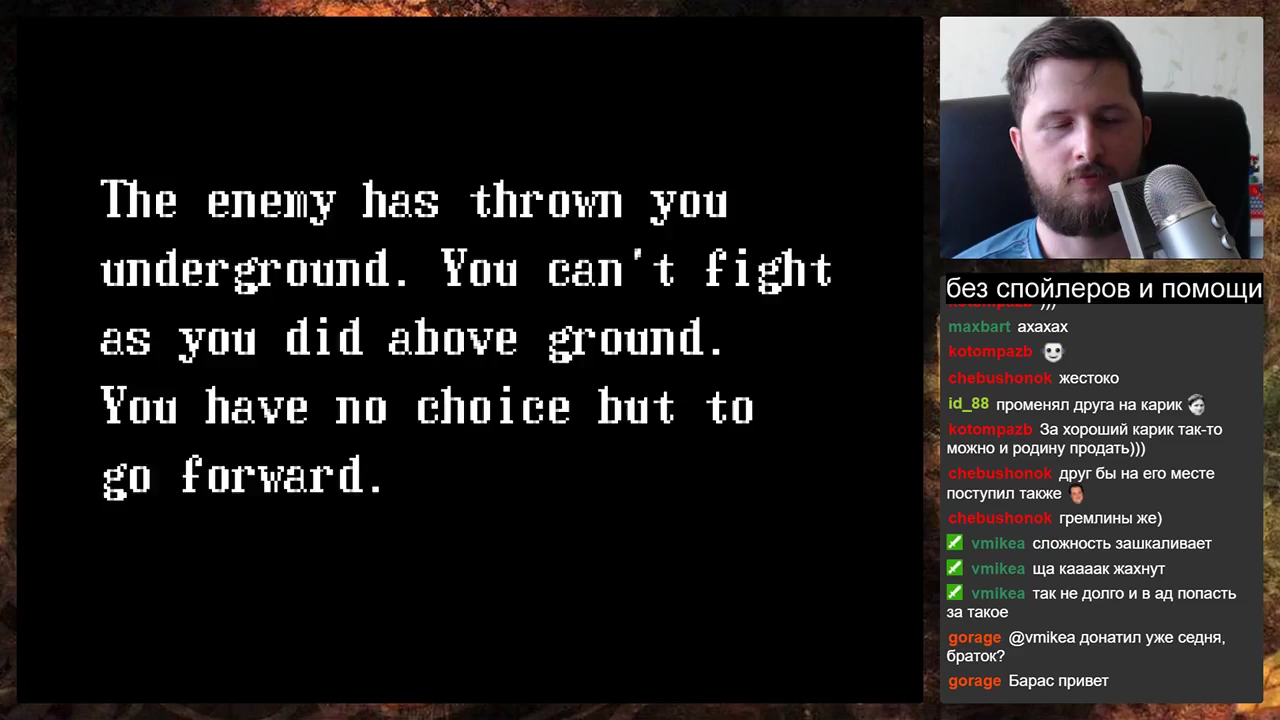 The enemy has thrown you
underground. You can't fight
as you did above ground.
You have no choice but to
go forward.
без спойлеров и помощи
kotompazb )))
maxbart ахахах
kotompazb
chebushonok жестоко
id_88 променял друга на карик
kotompazb За хороший карик так-то
можно и родину продать)))
chebushonok друг бы на его месте
поступил также
chebushonok гремлины же)
vmikea сложность зашкаливает
vmikea ща каааак жахнут
vmikea так не долго и в ад попасть
за такое
gorage @vmikea донатил уже седня,
браток?
gorage Барас привет